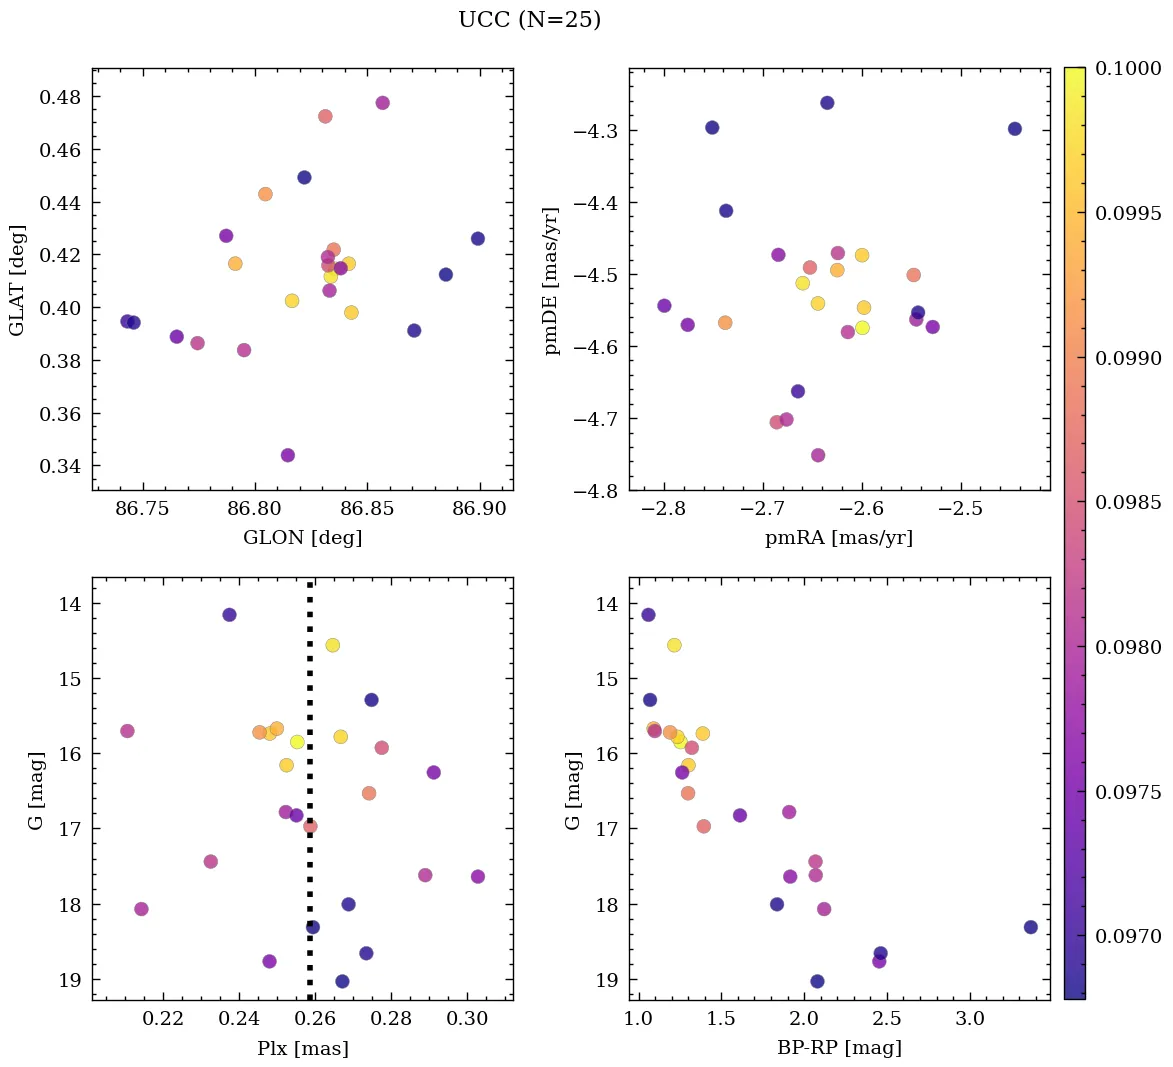 UCC (N=25)
0.48
0.46
0.44
0.42
0.40
0.38
0.36
0.34
GLAT [deg]
86.75 86.80 86.85 86.90
GLON [deg]
−4.3
−4.4
−4.5
−4.6
−4.7
−4.8
pmDE [mas/yr]
−2.8 −2.7 −2.6 −2.5
pmRA [mas/yr]
14
15
16
17
18
19
G [mag]
0.22 0.24 0.26 0.28 0.30
Plx [mas]
14
15
16
17
18
19
G [mag]
1.0 1.5 2.0 2.5 3.0
BP-RP [mag]
0.1000
0.0995
0.0990
0.0985
0.0980
0.0975
0.0970